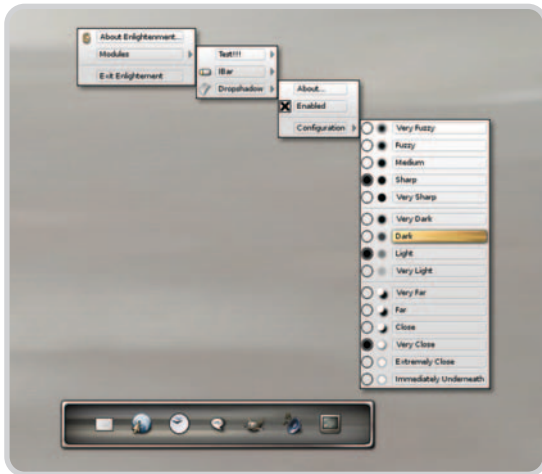 About Enlightenment...
Modules
Exit Enlightement
Test!!!
IBar
Dropshadow
About...
Enabled
Configuration
Very Fuzzy
Fuzzy
Medium
Sharp
Very Sharp
Very Dark
Dark
Light
Very Light
Very Far
Far
Close
Very Close
Extremely Close
Immediately Underneath